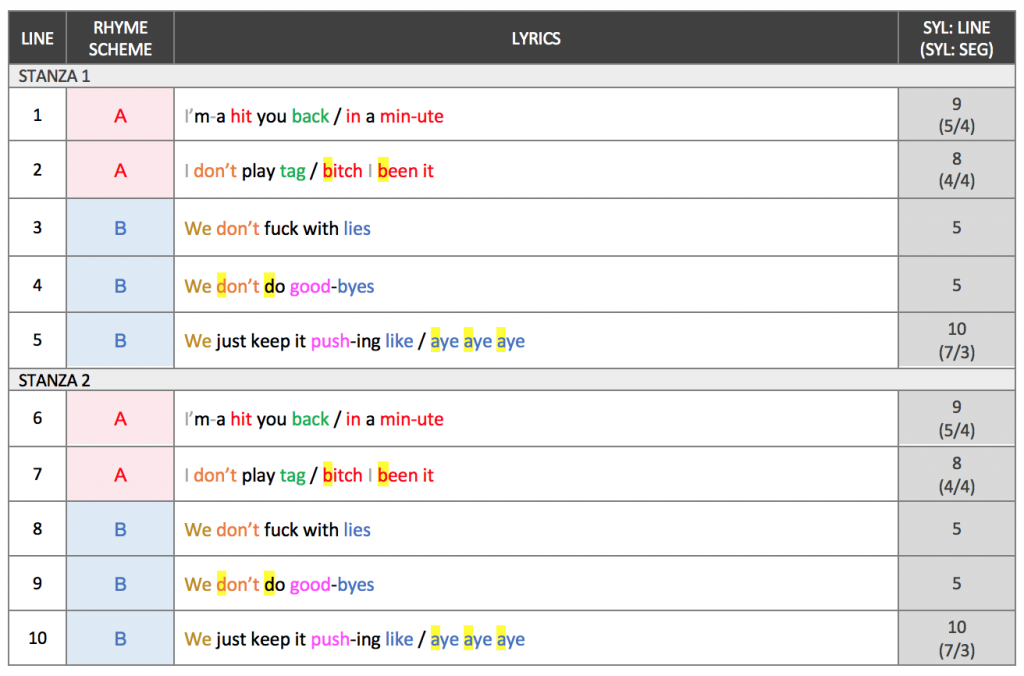 LINE RHYME SCHEME LYRICS SYL: LINE (SYL: SEG)
STANZA 1
1 A I'm-a hit you back / in a min-ute 9 (5/4)
2 A I don't play tag / bitch I been it 8 (4/4)
3 B We don't fuck with lies 5
4 B We don't do good-byes 5
5 B We just keep it push-ing like / aye aye aye 10 (7/3)
STANZA 2
6 A I'm-a hit you back / in a min-ute 9 (5/4)
7 A I don't play tag / bitch I been it 8 (4/4)
8 B We don't fuck with lies 5
9 B We don't do good-byes 5
10 B We just keep it push-ing like / aye aye aye 10 (7/3)